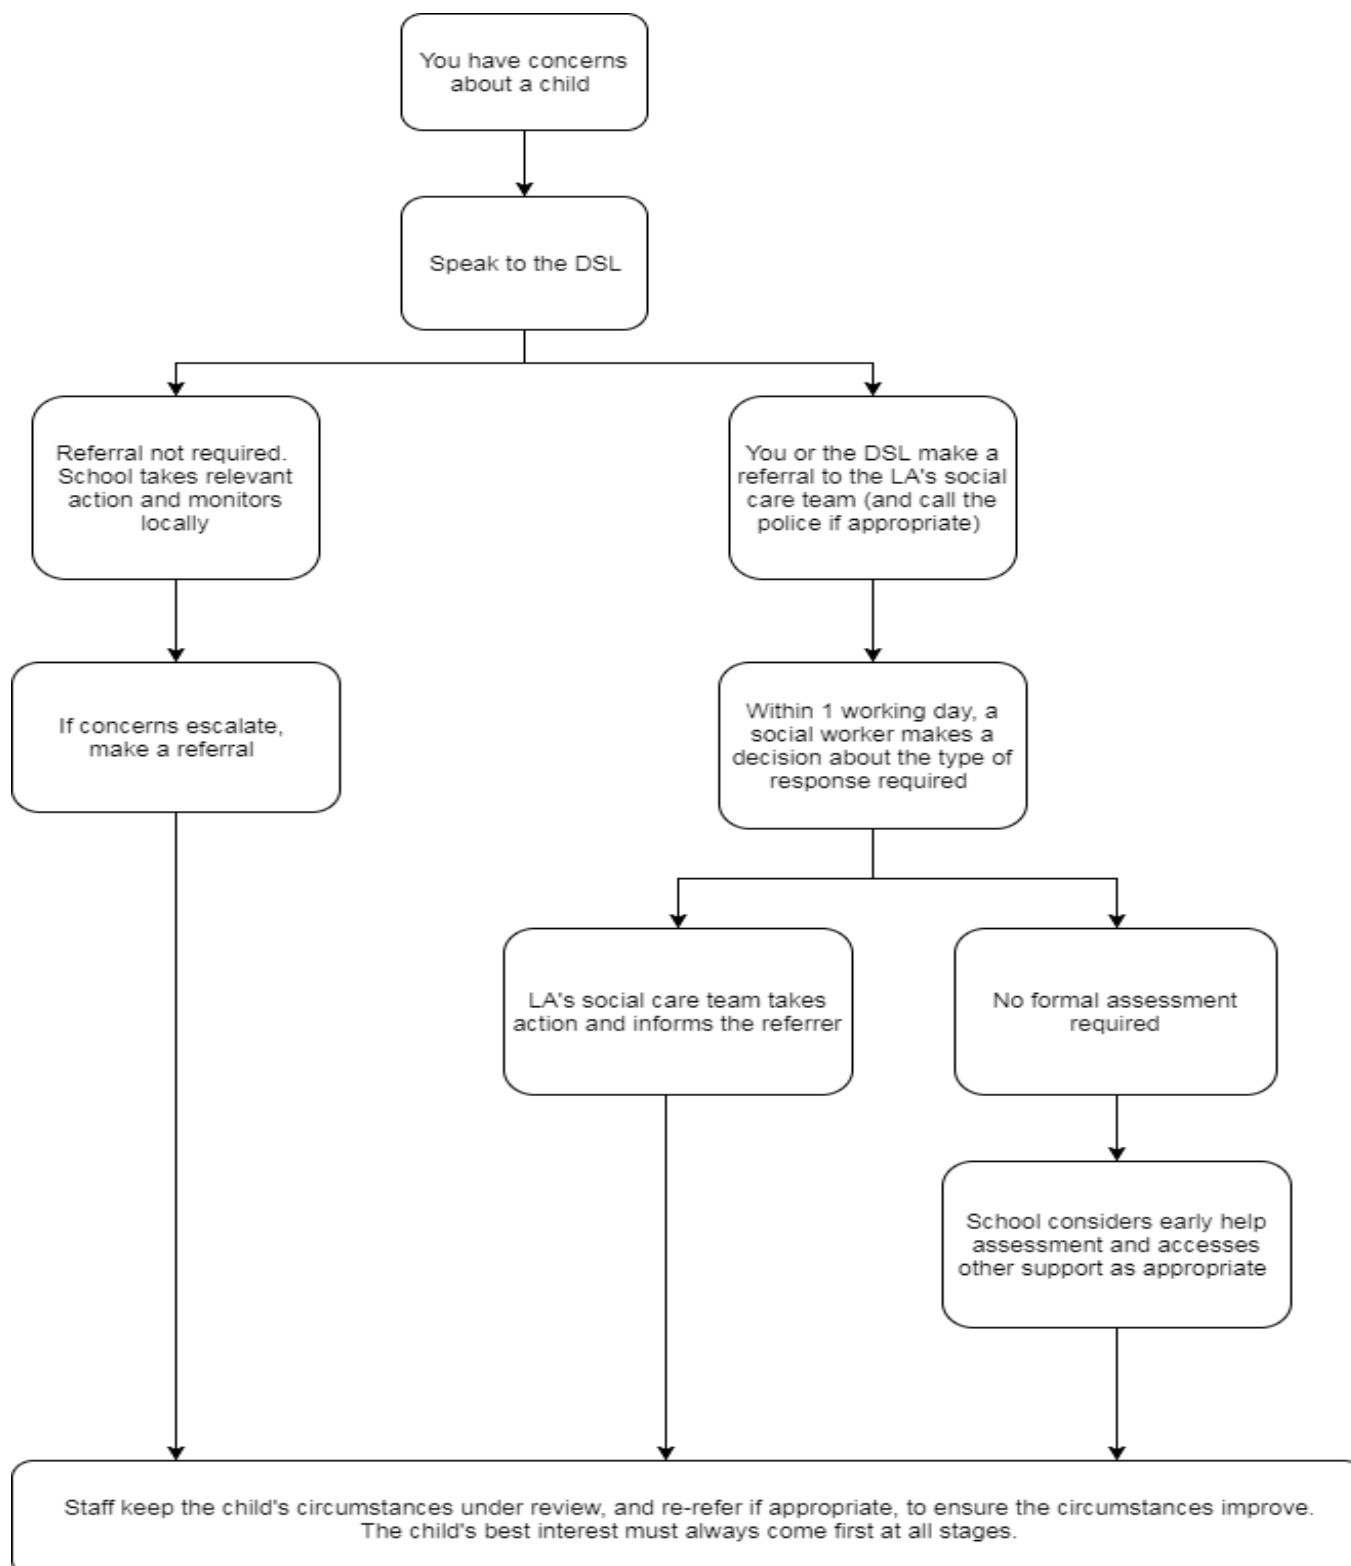 You have concerns
about a child
Speak to the DSL
Referral not required.
School takes relevant
action and monitors
locally
You or the DSL make a
referral to the LA's social
care team (and call the
police if appropriate)
If concerns escalate,
make a referral
Within 1 working day, a
social worker makes a
decision about the type of
response required
LA's social care team takes
action and informs the referrer
No formal assessment
required
School considers early help
assessment and accesses
other support as appropriate
Staff keep the child's circumstances under review, and re-refer if appropriate, to ensure the circumstances improve.
The child's best interest must always come first at all stages.